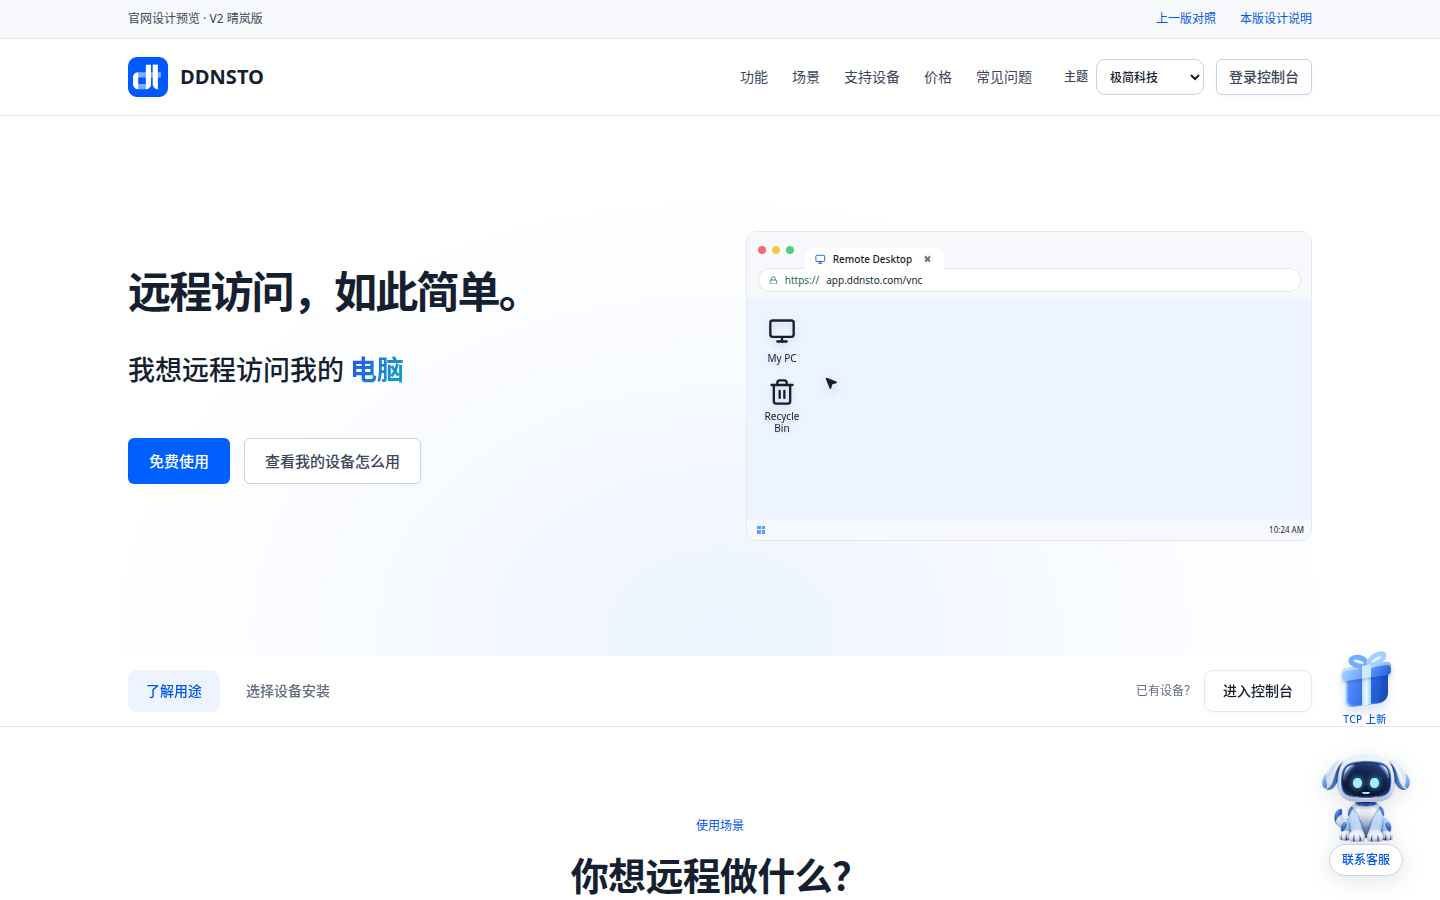 官网设计预览 · V2 晴岚版
上一版对照
本版设计说明
DDNSTO
功能
场景
支持设备
价格
常见问题
主题
极简科技
登录控制台
远程访问，如此简单。
我想远程访问我的 电脑
免费使用
查看我的设备怎么用
Remote Desktop
https:// app.ddnsto.com/vnc
My PC
Recycle
Bin
10:24 AM
了解用途
选择设备安装
已有设备？
进入控制台
TCP 上新
使用场景
你想远程做什么？
联系客服